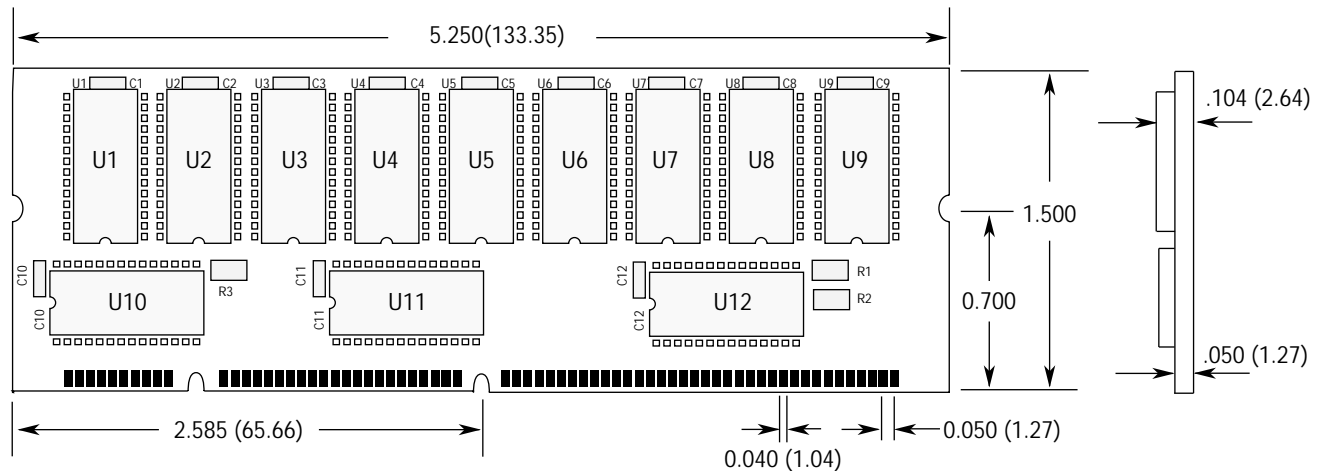 5.250(133.35)
U1 C1 U2 C2 U3 C3 U4 C4 U5 C5 U6 C6 U7 C7 U8 C8 U9 C9
.104 (2.64)
U1 U2 U3 U4 U5 U6 U7 U8 U9
1.500
C10 R3 C11 C12 R1
U10 U11 U12 R2
0.700
C10 C11 C12
.050 (1.27)
2.585 (65.66)
0.050 (1.27)
0.040 (1.04)